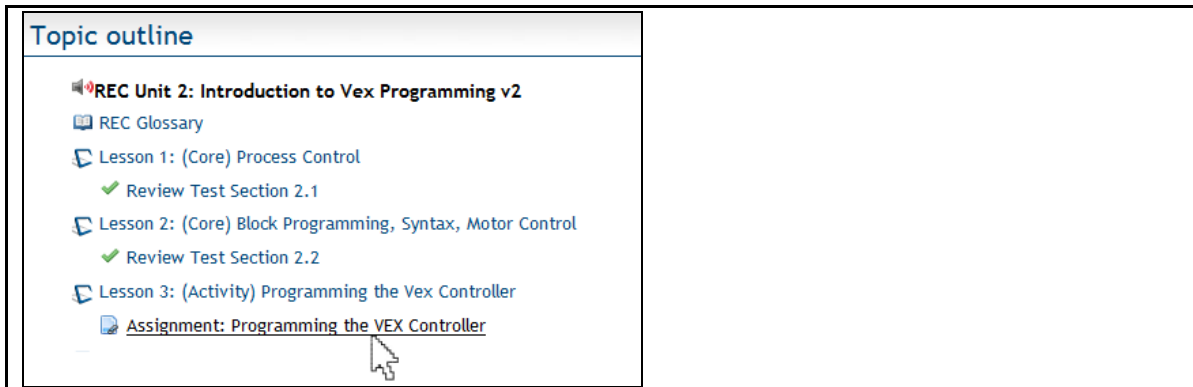 Topic outline
REC Unit 2: Introduction to Vex Programming v2
REC Glossary
Lesson 1: (Core) Process Control
Review Test Section 2.1
Lesson 2: (Core) Block Programming, Syntax, Motor Control
Review Test Section 2.2
Lesson 3: (Activity) Programming the Vex Controller
Assignment: Programming the VEX Controller